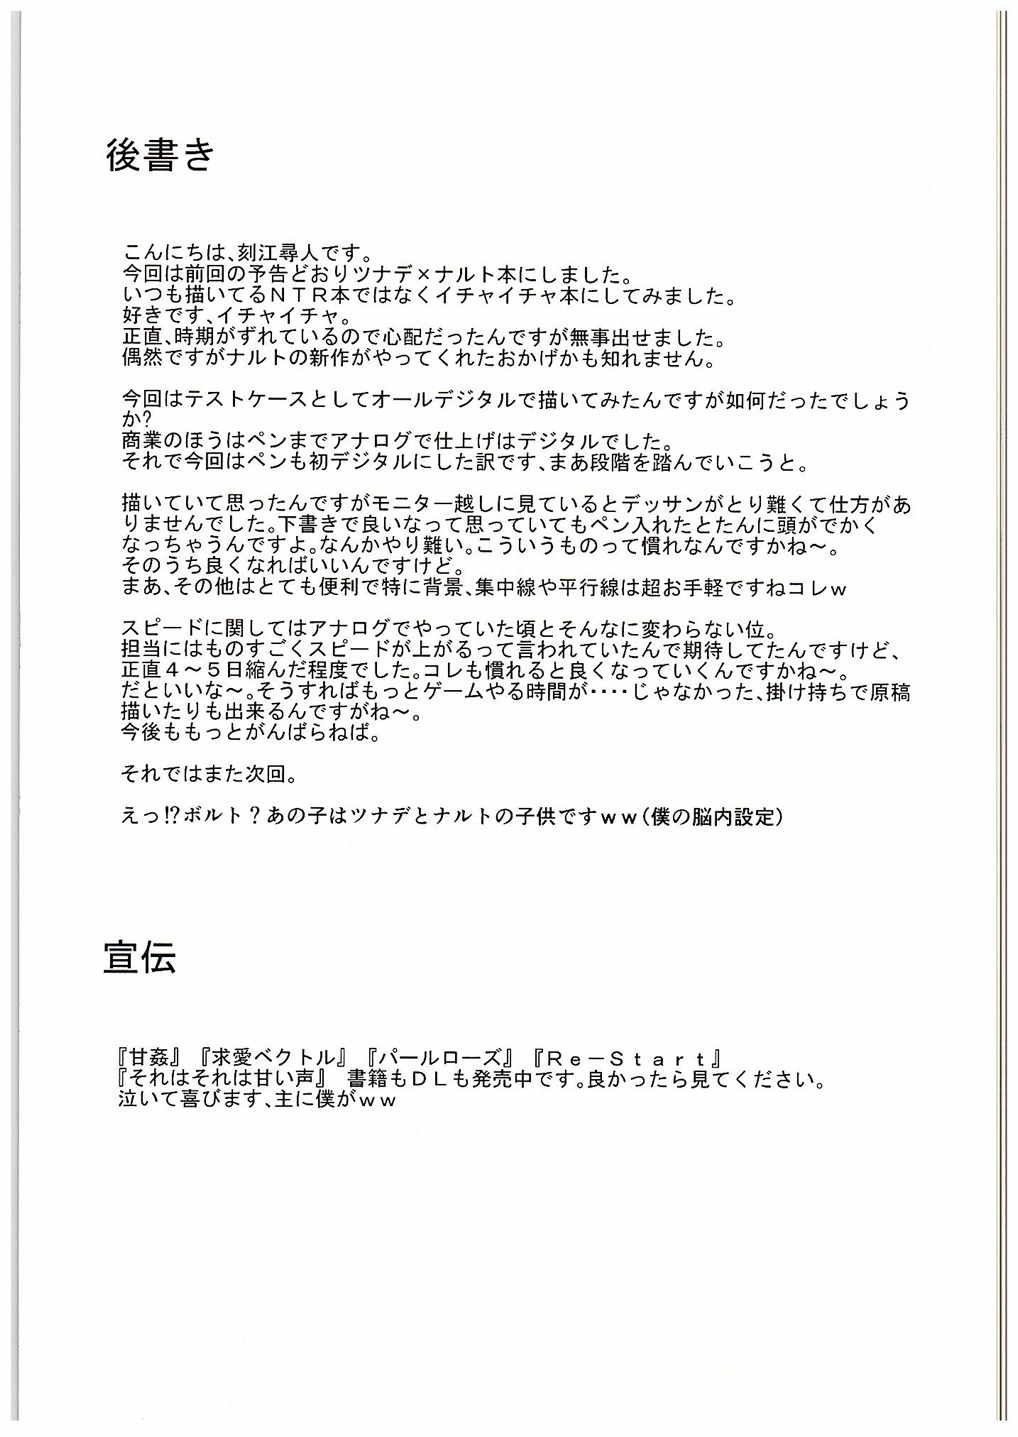 後書き
こんにちは、刻江尋人です。
今回は前回の予告どおりツナデ×ナルト本にしました。
いつも描いてるＮＴＲ本ではなくイチャイチャ本にしてみました。
好きです、イチャイチャ。
正直、時期がずれているので心配だったんですが無事出せました。
偶然ですがナルトの新作がやってくれたおかげかも知れません。
今回はテストケースとしてオールデジタルで描いてみたんですが如何だったでしょう
か?
商業のほうはペンまでアナログで仕上げはデジタルでした。
それで今回はペンも初デジタルにした訳です、まあ段階を踏んでいこうと。
描いていて思ったんですがモニター越しに見ているとデッサンがとり難くて仕方があ
りませんでした。下書きで良いなって思っていてもペン入れたとたんに頭がでかく
なっちゃうんですよ。なんかやり難い。こういうものって慣れなんですかね～。
そのうち良くなればいいんですけど。
まあ、その他はとても便利で特に背景、集中線や平行線は超お手軽ですねコレｗ
スピードに関してはアナログでやっていた頃とそんなに変わらない位。
担当にはものすごくスピードが上がるって言われていたんで期待してたんですけど、
正直４～５日縮んだ程度でした。コレも慣れると良くなっていくんですかね～。
だといいな～。そうすればもっとゲームやる時間が‥‥じゃなかった、掛け持ちで原稿
描いたりも出来るんですがね～。
今後ももっとがんばらねば。
それではまた次回。
えっ!?ボルト？あの子はツナデとナルトの子供ですｗｗ(僕の脳内設定)
宣伝
『甘姦』『求愛ベクトル』『パールローズ』『Ｒｅ－Ｓｔａｒｔ』
『それはそれは甘い声』　書籍もＤＬも発売中です。良かったら見てください。
泣いて喜びます、主に僕がｗｗ